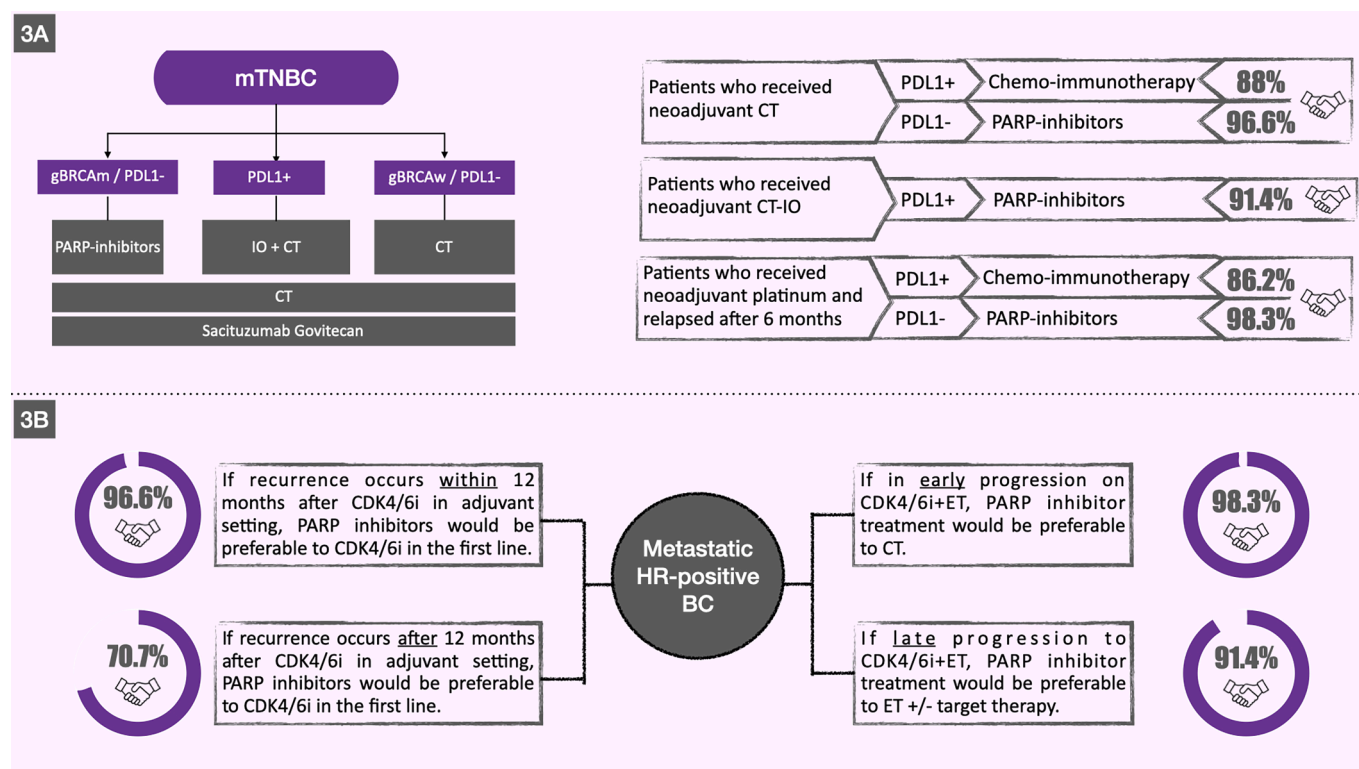 3A
mTNBC
gBRCAm / PDL1-
PDL1+
gBRCAw / PDL1-
PARP-inhibitors
IO + CT
CT
CT
Sacituzumab Govitecan
Patients who received
neoadjuvant CT
PDL1+
Chemo-immunotherapy
88%
PDL1-
PARP-inhibitors
96.6%
Patients who received
neoadjuvant CT-IO
PDL1+
PARP-inhibitors
91.4%
Patients who received
neoadjuvant platinum and
relapsed after 6 months
PDL1+
Chemo-immunotherapy
86.2%
PDL1-
PARP-inhibitors
98.3%
3B
96.6%
If recurrence occurs within 12
months after CDK4/6i in adjuvant
setting, PARP inhibitors would be
preferable to CDK4/6i in the first line.
70.7%
If recurrence occurs after 12 months
after CDK4/6i in adjuvant setting,
PARP inhibitors would be preferable
to CDK4/6i in the first line.
Metastatic
HR-positive
BC
If in early progression on
CDK4/6i+ET, PARP inhibitor
treatment would be preferable
to CT.
98.3%
If late progression to
CDK4/6i+ET, PARP inhibitor
treatment would be preferable
to ET +/- target therapy.
91.4%